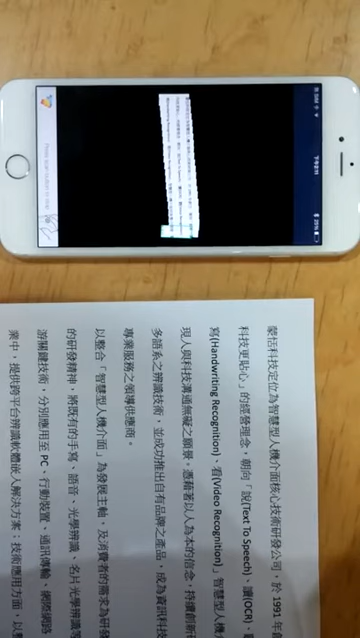 下午2:11
蒙恬科技定位為智慧型人機介面核心技術研發公司，於 1991 年
科技更貼心」的經營理念，朝向「說(Text To Speech)、讀(OCR)、
寫(Handwriting Recognition)、看(Video Recognition)」智慧型人機
現人與科技溝通無礙之願景。憑藉著以人為本的信念，持續創新
多語系之辨識技術，並成功推出自有品牌之產品，成為資訊科技
專業服務之領導供應商。
以整合「智慧型人機介面」為發展主軸，及消費者的需求為研發
的研發精神，將既有的手寫、語音、光學辨識、名片光學辨識等
游關鍵技術，分別應用至 PC、行動裝置、通訊傳輸、網際網路
業中，提供跨平台辨識軟體嵌入解決方案；技術應用方面，以